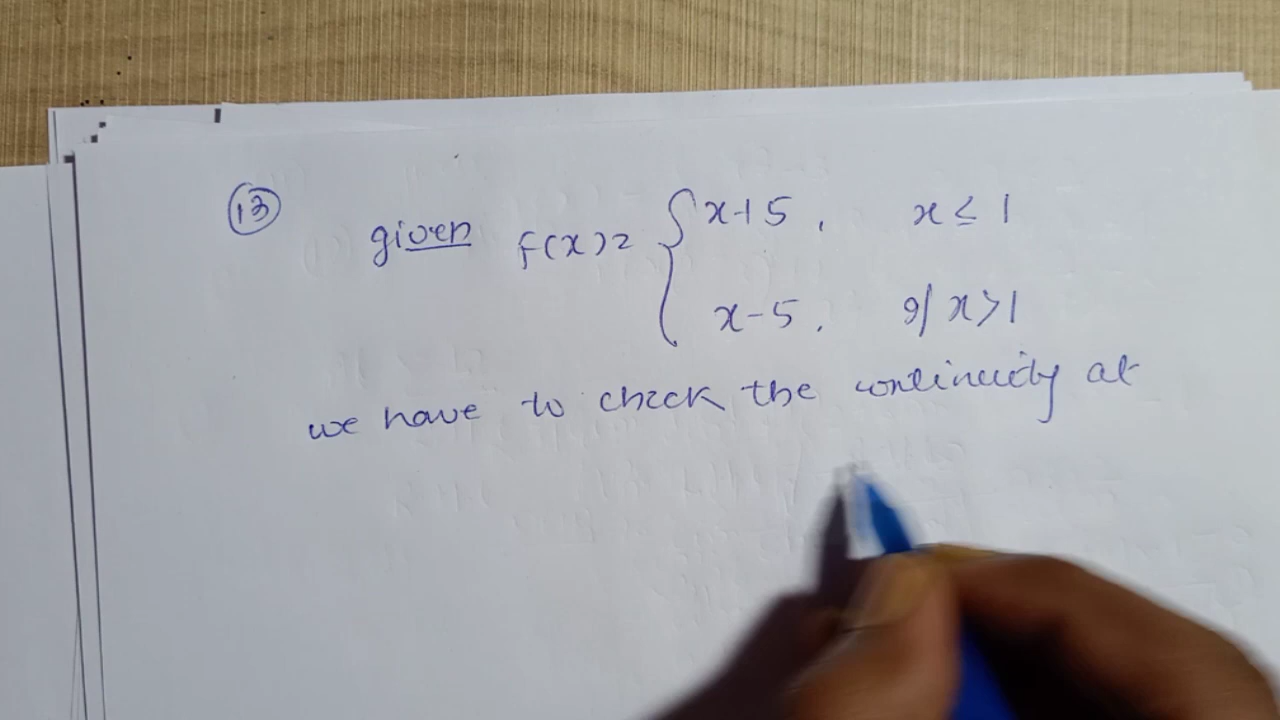 13 given f(x) = { x+5, x ≤ 1
x-5, if x>1
we have to check the continuity at